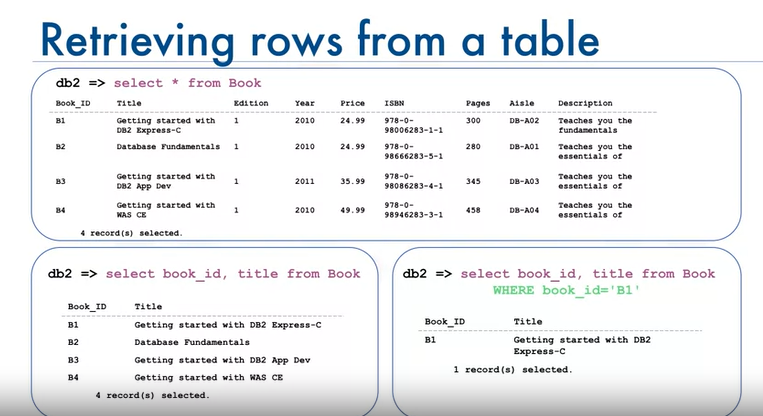 Retrieving rows from a table
db2 => select * from Book
Book_ID Title Edition Year Price ISBN Pages Aisle Description
B1 Getting started with DB2 Express-C 1 2010 24.99 978-0-98006283-1-1 300 DB-A02 Teaches you the fundamentals
B2 Database Fundamentals 1 2010 24.99 978-0-98666283-5-1 280 DB-A01 Teaches you the essentials of
B3 Getting started with DB2 App Dev 1 2011 35.99 978-0-98086283-4-1 345 DB-A03 Teaches you the essentials of
B4 Getting started with WAS CE 1 2010 49.99 978-0-98946283-3-1 458 DB-A04 Teaches you the essentials of
4 record(s) selected.
db2 => select book_id, title from Book
Book_ID Title
B1 Getting started with DB2 Express-C
B2 Database Fundamentals
B3 Getting started with DB2 App Dev
B4 Getting started with WAS CE
4 record(s) selected.
db2 => select book_id, title from Book
WHERE book_id='B1'
Book_ID Title
B1 Getting started with DB2
Express-C
1 record(s) selected.